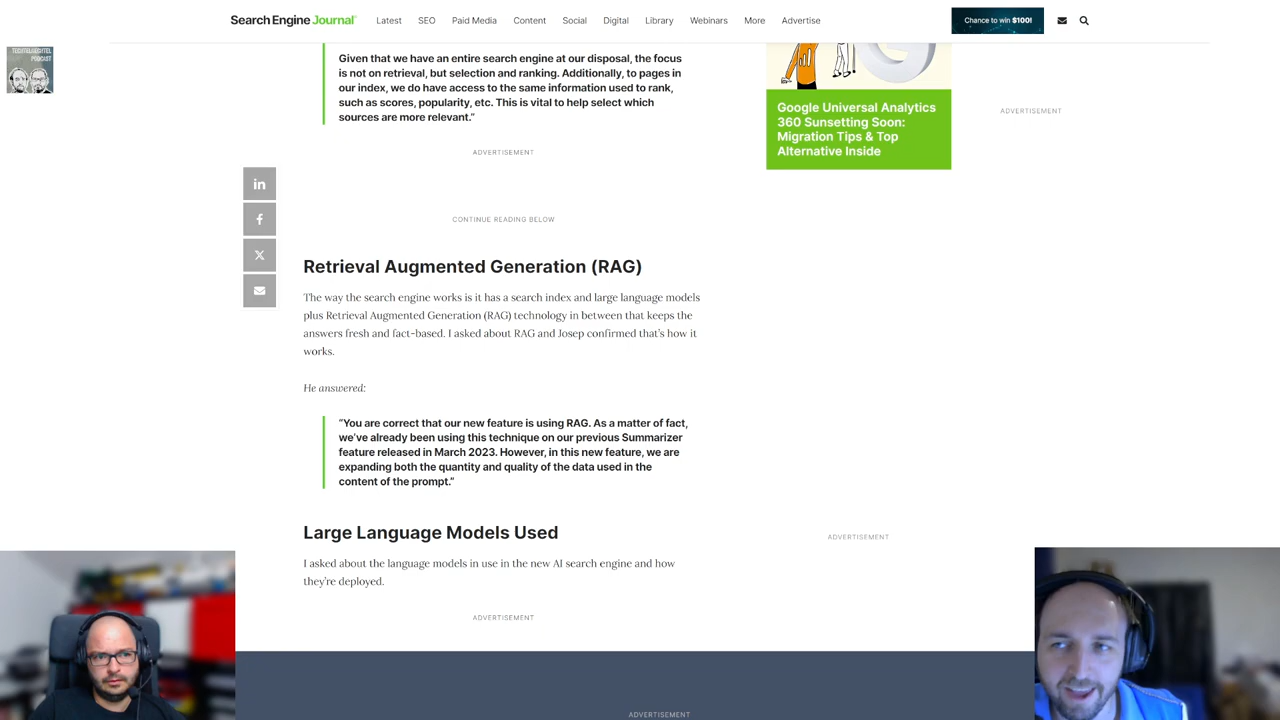 Search Engine Journal
Latest SEO Paid Media Content Social Digital Library Webinars More Advertise
Chance to win $100!
TECHTELMECHTEL
PODCAST
Given that we have an entire search engine at our disposal, the focus
is not on retrieval, but selection and ranking. Additionally, to pages in
our index, we do have access to the same information used to rank,
such as scores, popularity, etc. This is vital to help select which
sources are more relevant.”
Google Universal Analytics
360 Sunsetting Soon:
Migration Tips & Top
Alternative Inside
ADVERTISEMENT
ADVERTISEMENT
in
f
X
CONTINUE READING BELOW
Retrieval Augmented Generation (RAG)
The way the search engine works is it has a search index and large language models
plus Retrieval Augmented Generation (RAG) technology in between that keeps the
answers fresh and fact-based. I asked about RAG and Josep confirmed that’s how it
works.
He answered:
“You are correct that our new feature is using RAG. As a matter of fact,
we’ve already been using this technique on our previous Summarizer
feature released in March 2023. However, in this new feature, we are
expanding both the quantity and quality of the data used in the
content of the prompt.”
Large Language Models Used
ADVERTISEMENT
I asked about the language models in use in the new AI search engine and how
they’re deployed.
ADVERTISEMENT
ADVERTISEMENT